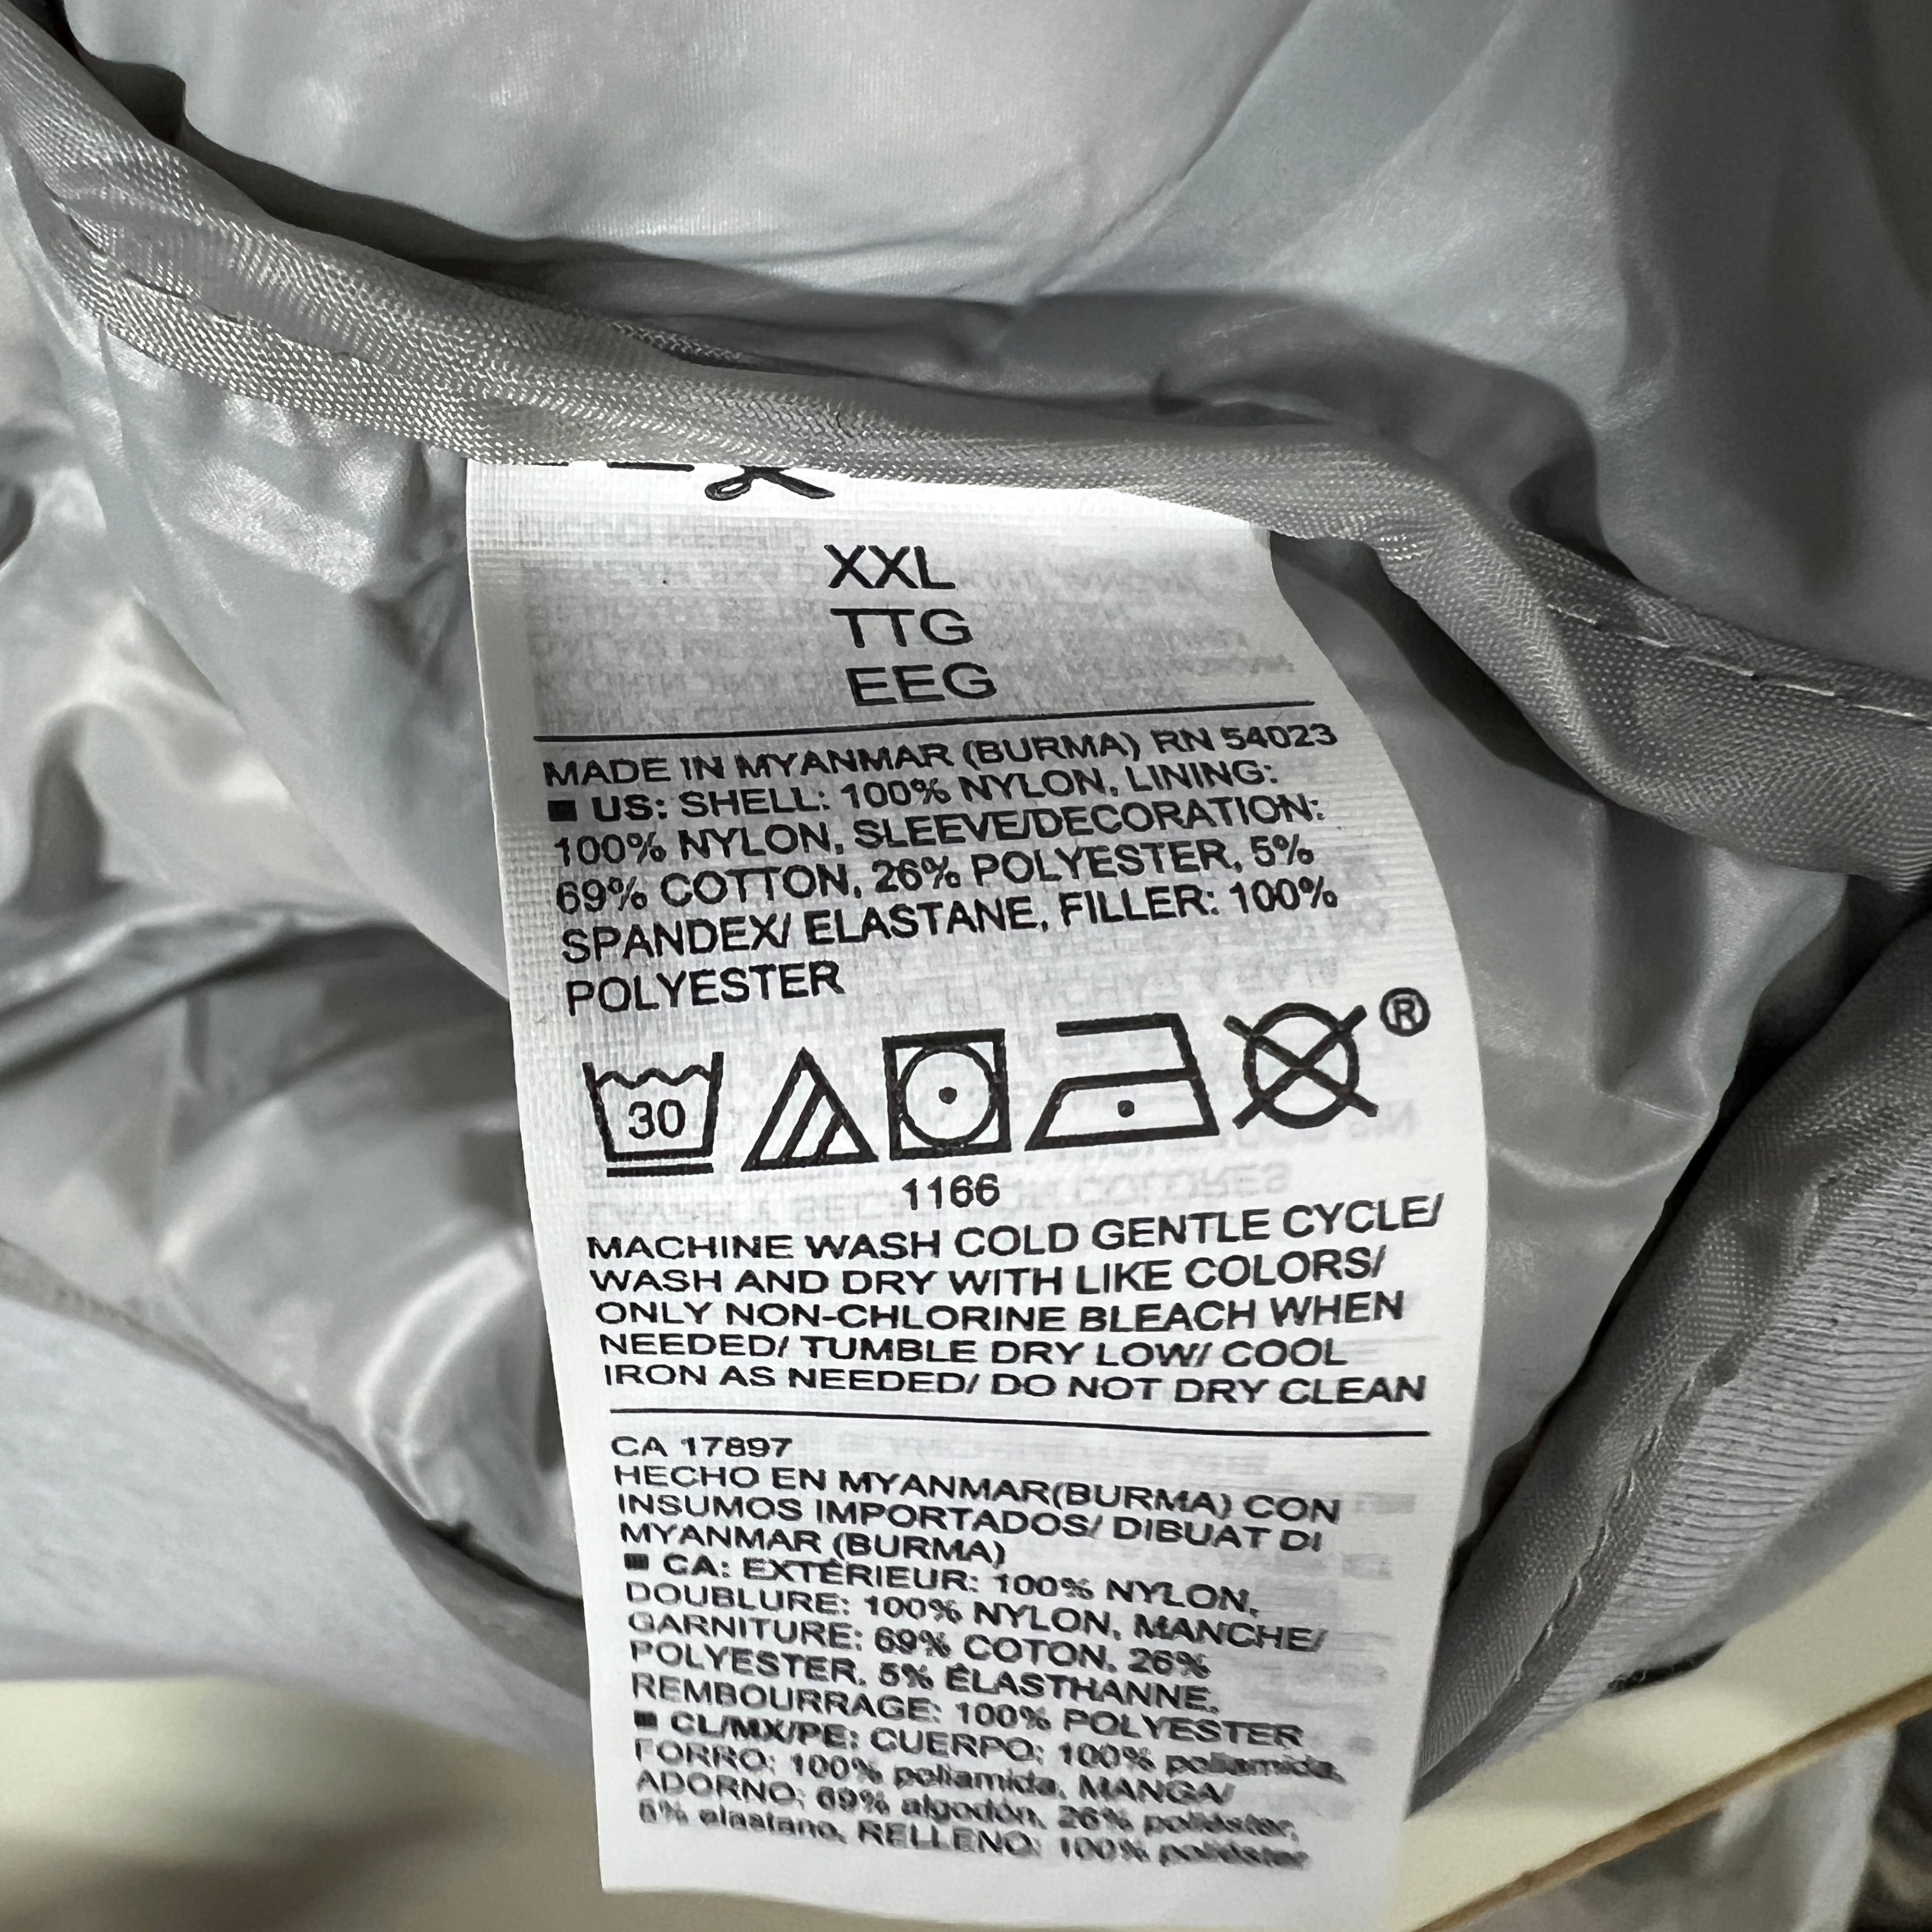 XXL
TTG
EEG
MADE IN MYANMAR (BURMA) RN 54023
■ US: SHELL: 100% NYLON, LINING:
100% NYLON, SLEEVE/DECORATION:
69% COTTON, 26% POLYESTER, 5%
SPANDEX/ ELASTANE, FILLER: 100%
POLYESTER
30
®
1166
MACHINE WASH COLD GENTLE CYCLE/
WASH AND DRY WITH LIKE COLORS/
ONLY NON-CHLORINE BLEACH WHEN
NEEDED/ TUMBLE DRY LOW/ COOL
IRON AS NEEDED/ DO NOT DRY CLEAN
CA 17897
HECHO EN MYANMAR(BURMA) CON
INSUMOS IMPORTADOS/ DIBUAT DI
MYANMAR (BURMA)
■ CA: EXTÉRIEUR: 100% NYLON,
DOUBLURE: 100% NYLON, MANCHE/
GARNITURE: 69% COTON, 26%
POLYESTER, 5% ÉLASTHANNE,
REMBOURRAGE: 100% POLYESTER
■ CL/MX/PE: CUERPO: 100% poliamida,
FORRO: 100% poliamida, MANGA/
ADORNO: 69% algodón, 26% poliéster,
5% elastano, RELLENO: 100% poliéster